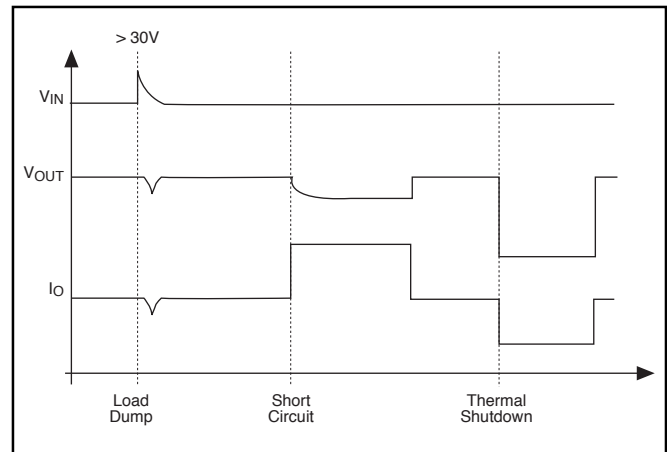 > 30V
VIN
VOUT
IO
Load
Dump
Short
Circuit
Thermal
Shutdown